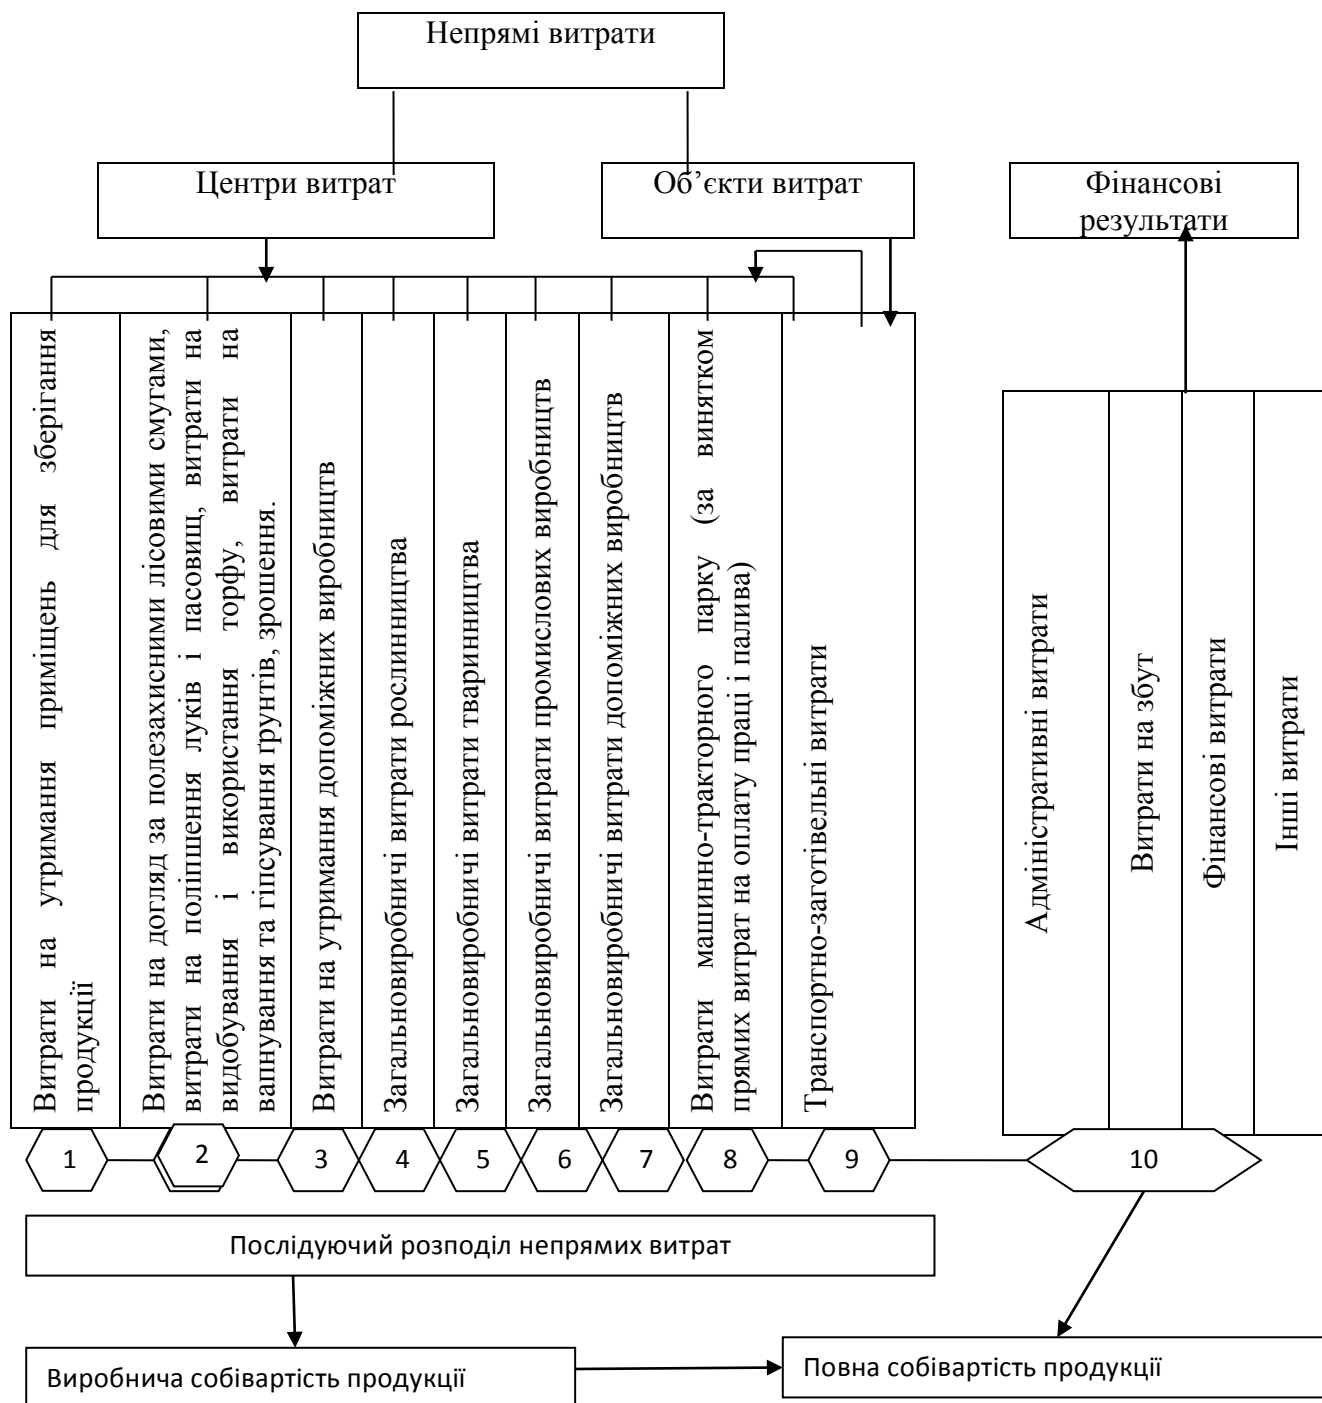 Непрямі витрати
Центри витрат
Об’єкти витрат
Фінансові
результати
Витрати на утримання приміщень для зберігання
продукції
Витрати на догляд за полезахисними лісовими смугами,
витрати на поліпшення луків і пасовищ, витрати на
видобування і використання торфу, витрати на
вапнування та гіпсування ґрунтів, зрошення.
Витрати на утримання допоміжних виробництв
Загальновиробничі витрати рослинництва
Загальновиробничі витрати тваринництва
Загальновиробничі витрати промислових виробництв
Загальновиробничі витрати допоміжних виробництв
Витрати машинно-тракторного парку (за винятком
прямих витрат на оплату праці і палива)
Транспортно-заготівельні витрати
Адміністративні витрати
Витрати на збут
Фінансові витрати
Інші витрати
1
2
3
4
5
6
7
8
9
10
Послідуючий розподіл непрямих витрат
Виробнича собівартість продукції
Повна собівартість продукції